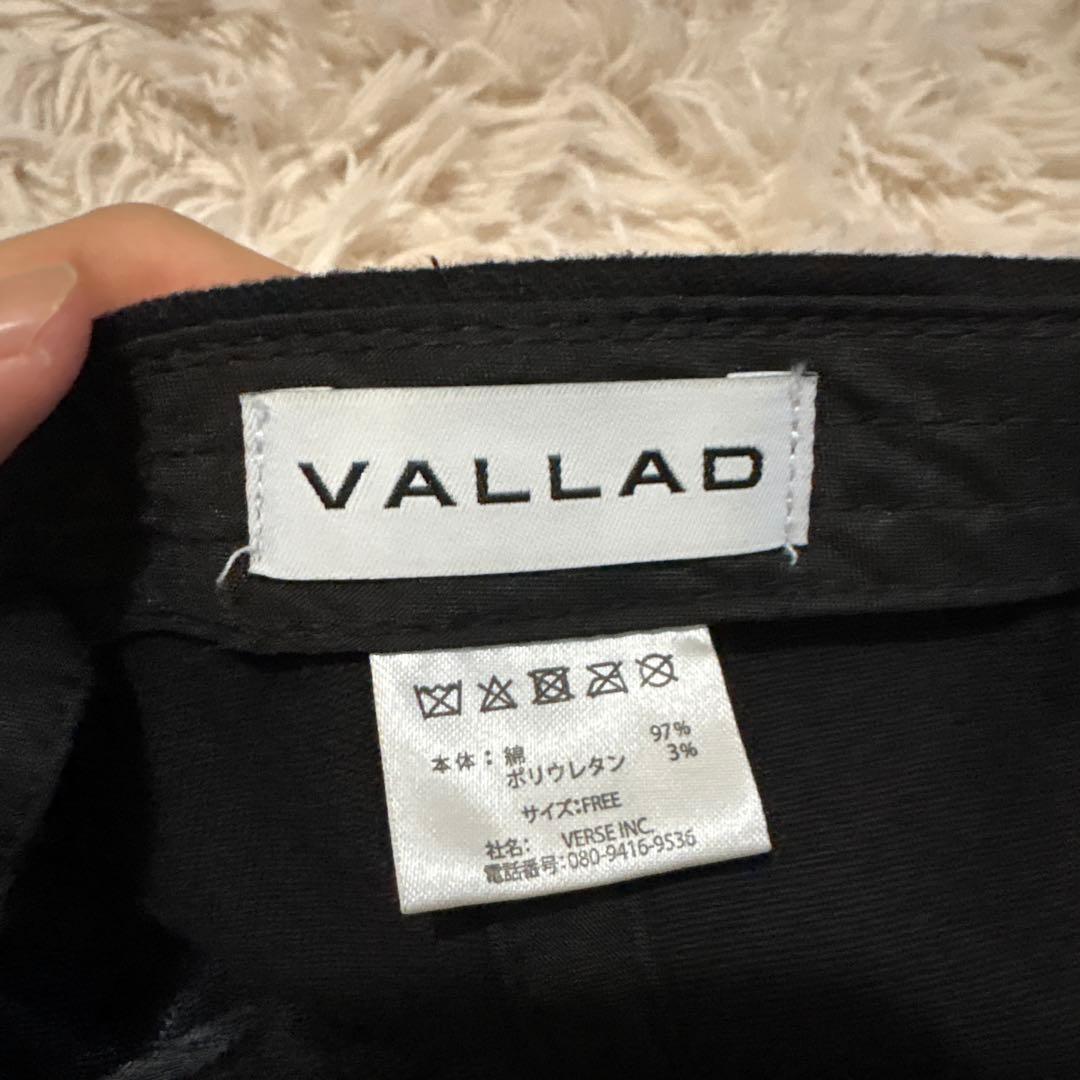 VALLAD
本体：綿 97%
ポリウレタン 3%
サイズ:FREE
社名: VERSE INC.
電話番号:080-9416-9536